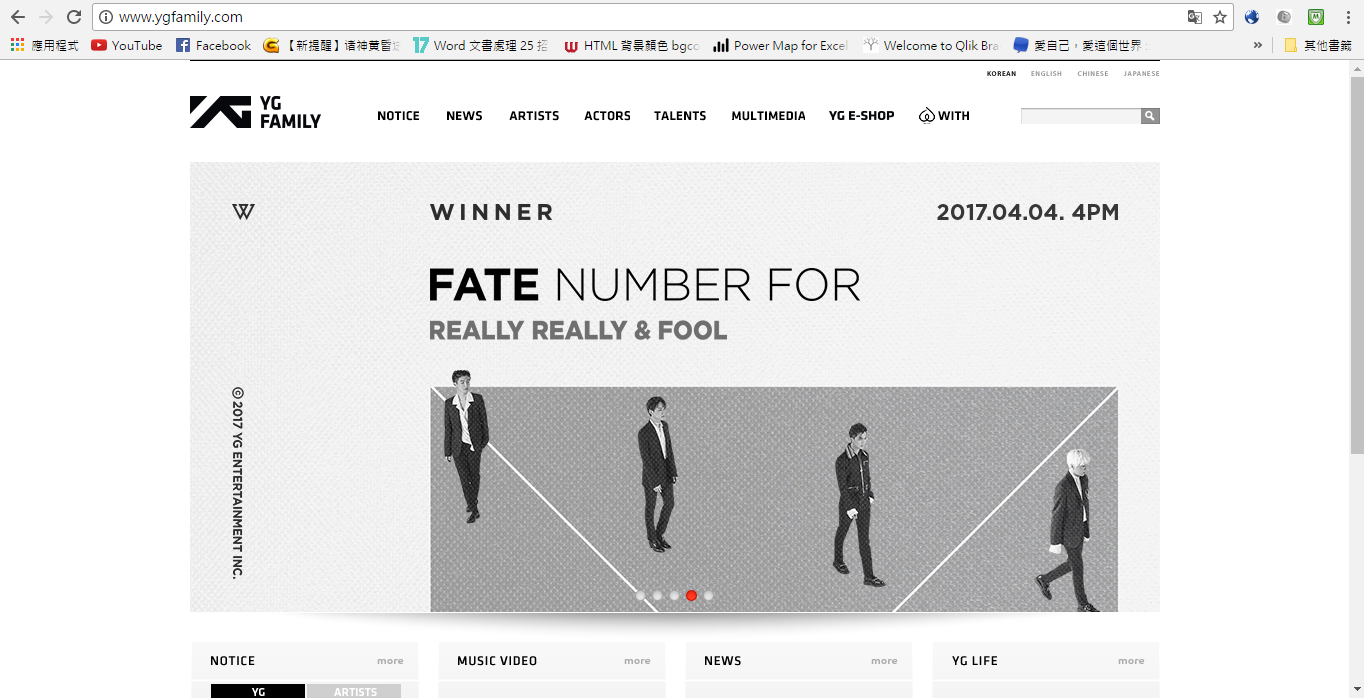 www.ygfamily.com
應用程式 YouTube Facebook 【新提醒】诸神黄昏 Word 文書處理 25 招 HTML 背景顏色 bgco Power Map for Excel Welcome to Qlik Bra 愛自己，愛這個世界 » 其他書籤
KOREAN ENGLISH CHINESE JAPANESE
YG FAMILY
NOTICE NEWS ARTISTS ACTORS TALENTS MULTIMEDIA YG E-SHOP WITH
WINNER 2017.04.04. 4PM
FATE NUMBER FOR
REALLY REALLY & FOOL
© 2017 YG ENTERTAINMENT INC.
NOTICE more MUSIC VIDEO more NEWS more YG LIFE more
YG ARTISTS